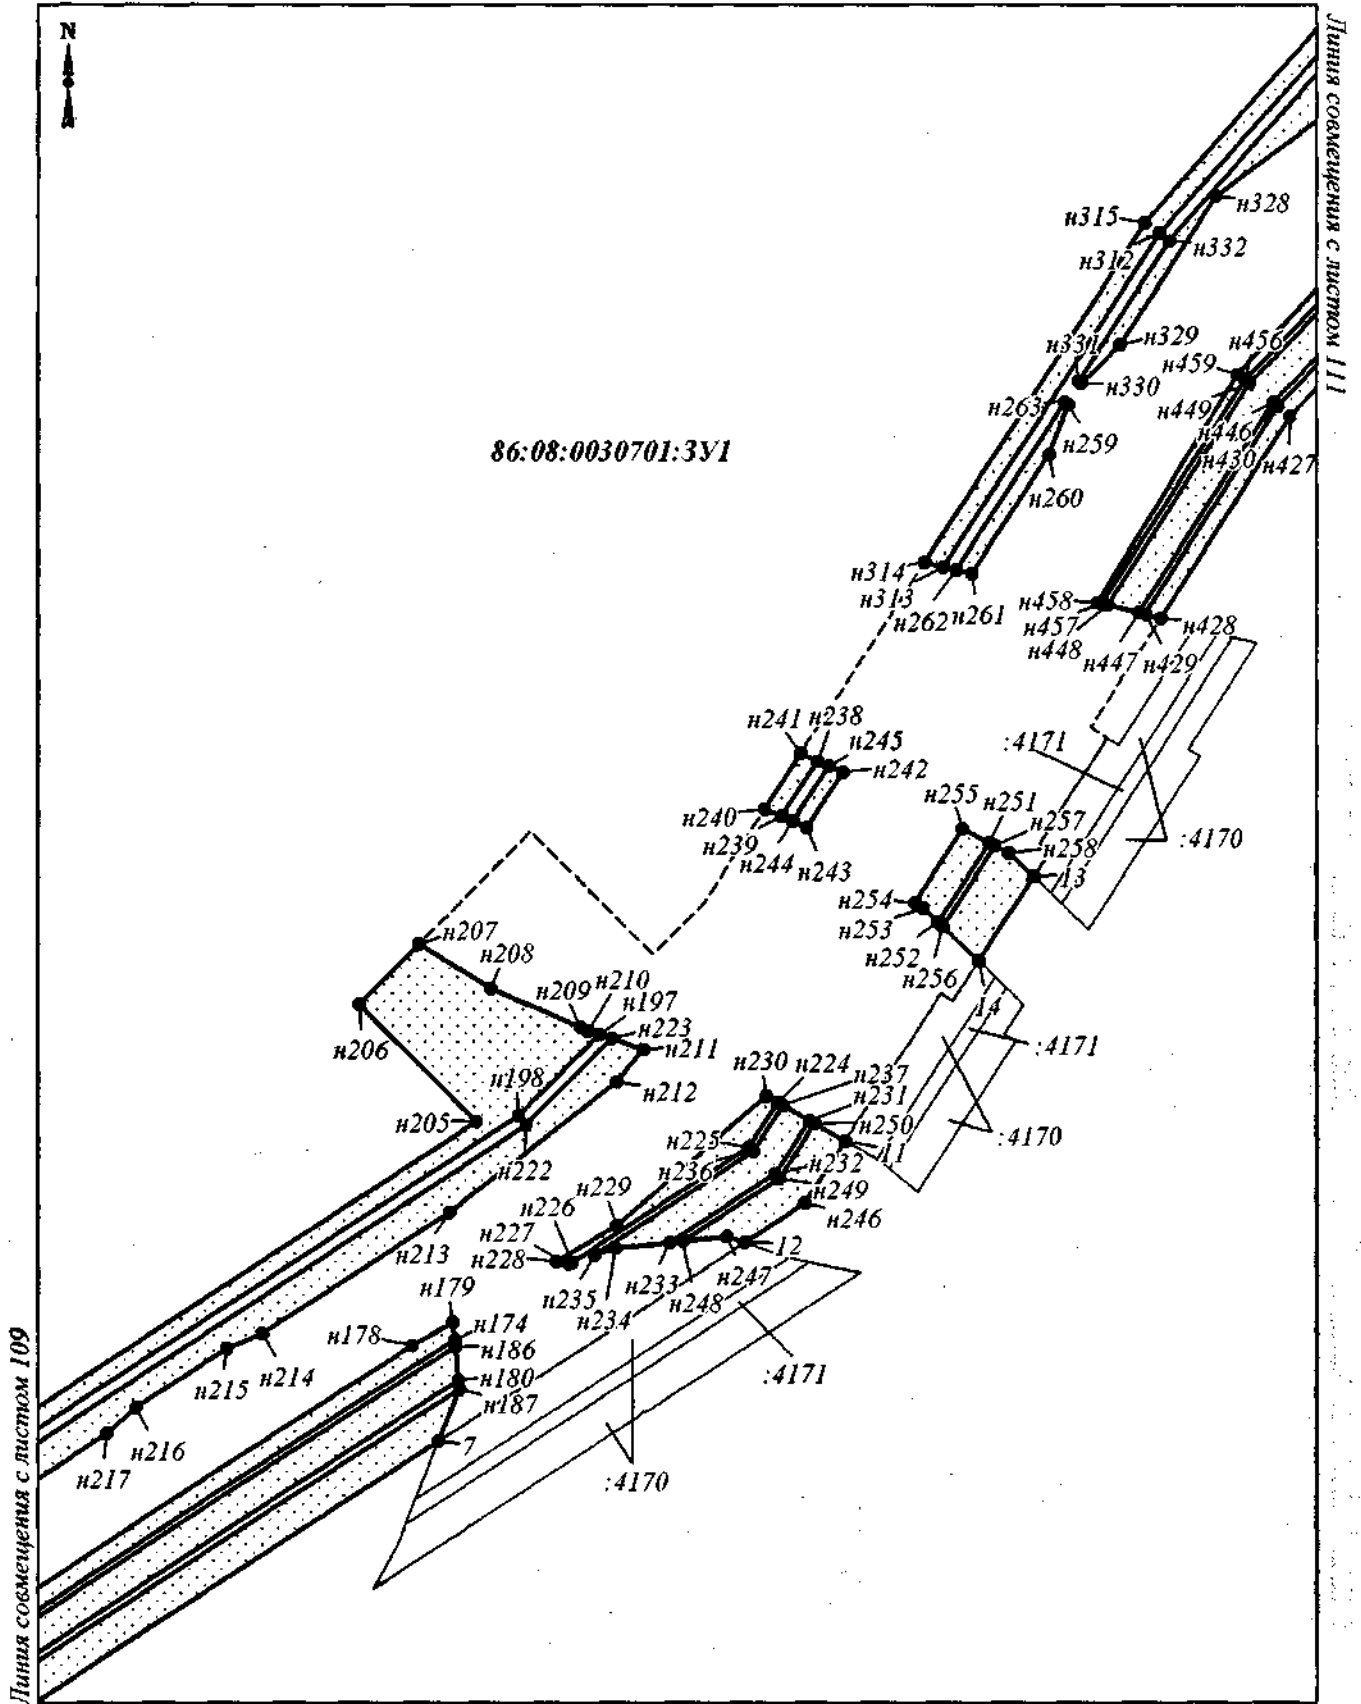 N
Линия совмещения с листом 111
н315
н328
н312
н332
н331
н329
н456
н459
н330
н263
н449
н446
86:08:0030701:ЗУ1
н259
н430
н427
н260
н314
н313
н262
н261
н458
н457
н448
н428
н447
н429
н241
н238
н245
:4171
н242
н240
н239
н244
н243
н255
н251
н257
н258
:4170
13
н254
н253
н207
н252
н208
н256
н209
н210
н197
14
н223
н206
н211
:4171
н230
н224
н237
н198
н212
н231
н205
н250
:4170
н225
11
н236
н232
н222
н229
н249
н226
н246
н213
н227
н228
12
н235
н233
н247
н179
н234
н248
н178
н174
н186
н215
н214
н180
:4171
н187
н216
7
н217
:4170
Линия совмещения с листом 109